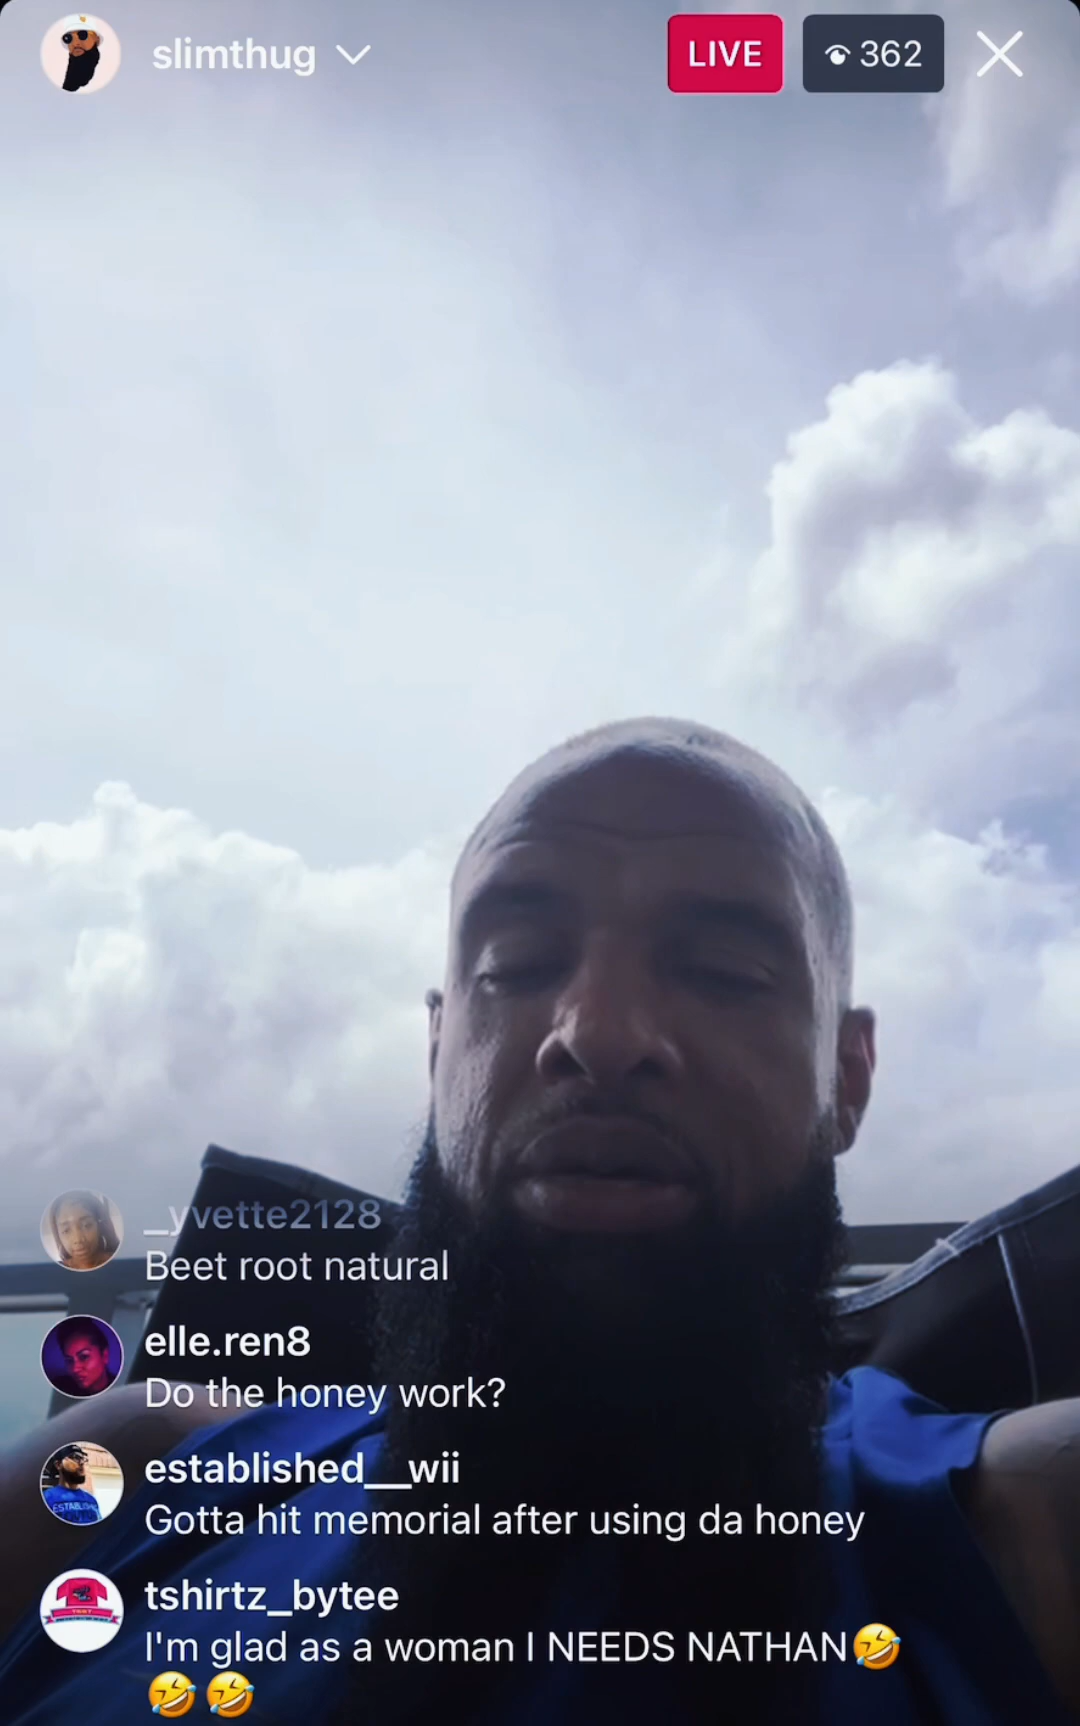 slimthug
LIVE
362
_yvette2128
Beet root natural
elle.ren8
Do the honey work?
established__wii
Gotta hit memorial after using da honey
tshirtz_bytee
I'm glad as a woman I NEEDS NATHAN🤣
🤣🤣